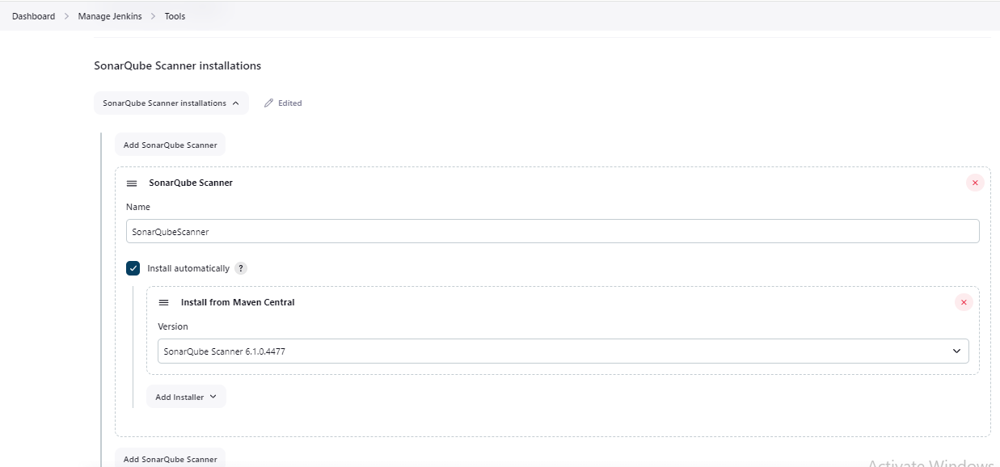 Dashboard > Manage Jenkins > Tools
SonarQube Scanner installations
SonarQube Scanner installations Edited
Add SonarQube Scanner
SonarQube Scanner
Name
SonarQubeScanner
Install automatically ?
Install from Maven Central
Version
SonarQube Scanner 6.1.0.4477
Add Installer
Add SonarQube Scanner
Activate Windows